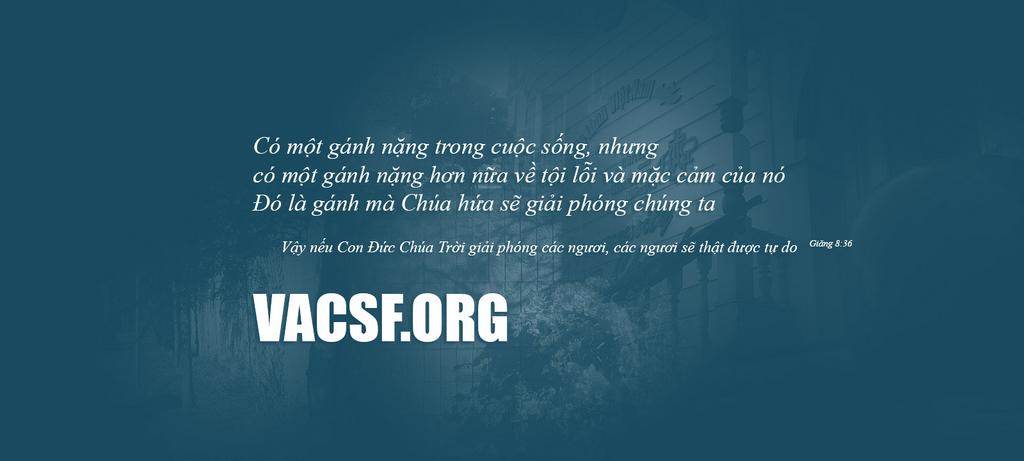 Có một gánh nặng trong cuộc sống, nhưng
có một gánh nặng hơn nữa về tội lỗi và mặc cảm của nó
Đó là gánh mà Chúa hứa sẽ giải phóng chúng ta
Vậy nếu Con Đức Chúa Trời giải phóng các ngươi, các ngươi sẽ thật được tự do Giăng 8:36
VACSF.ORG